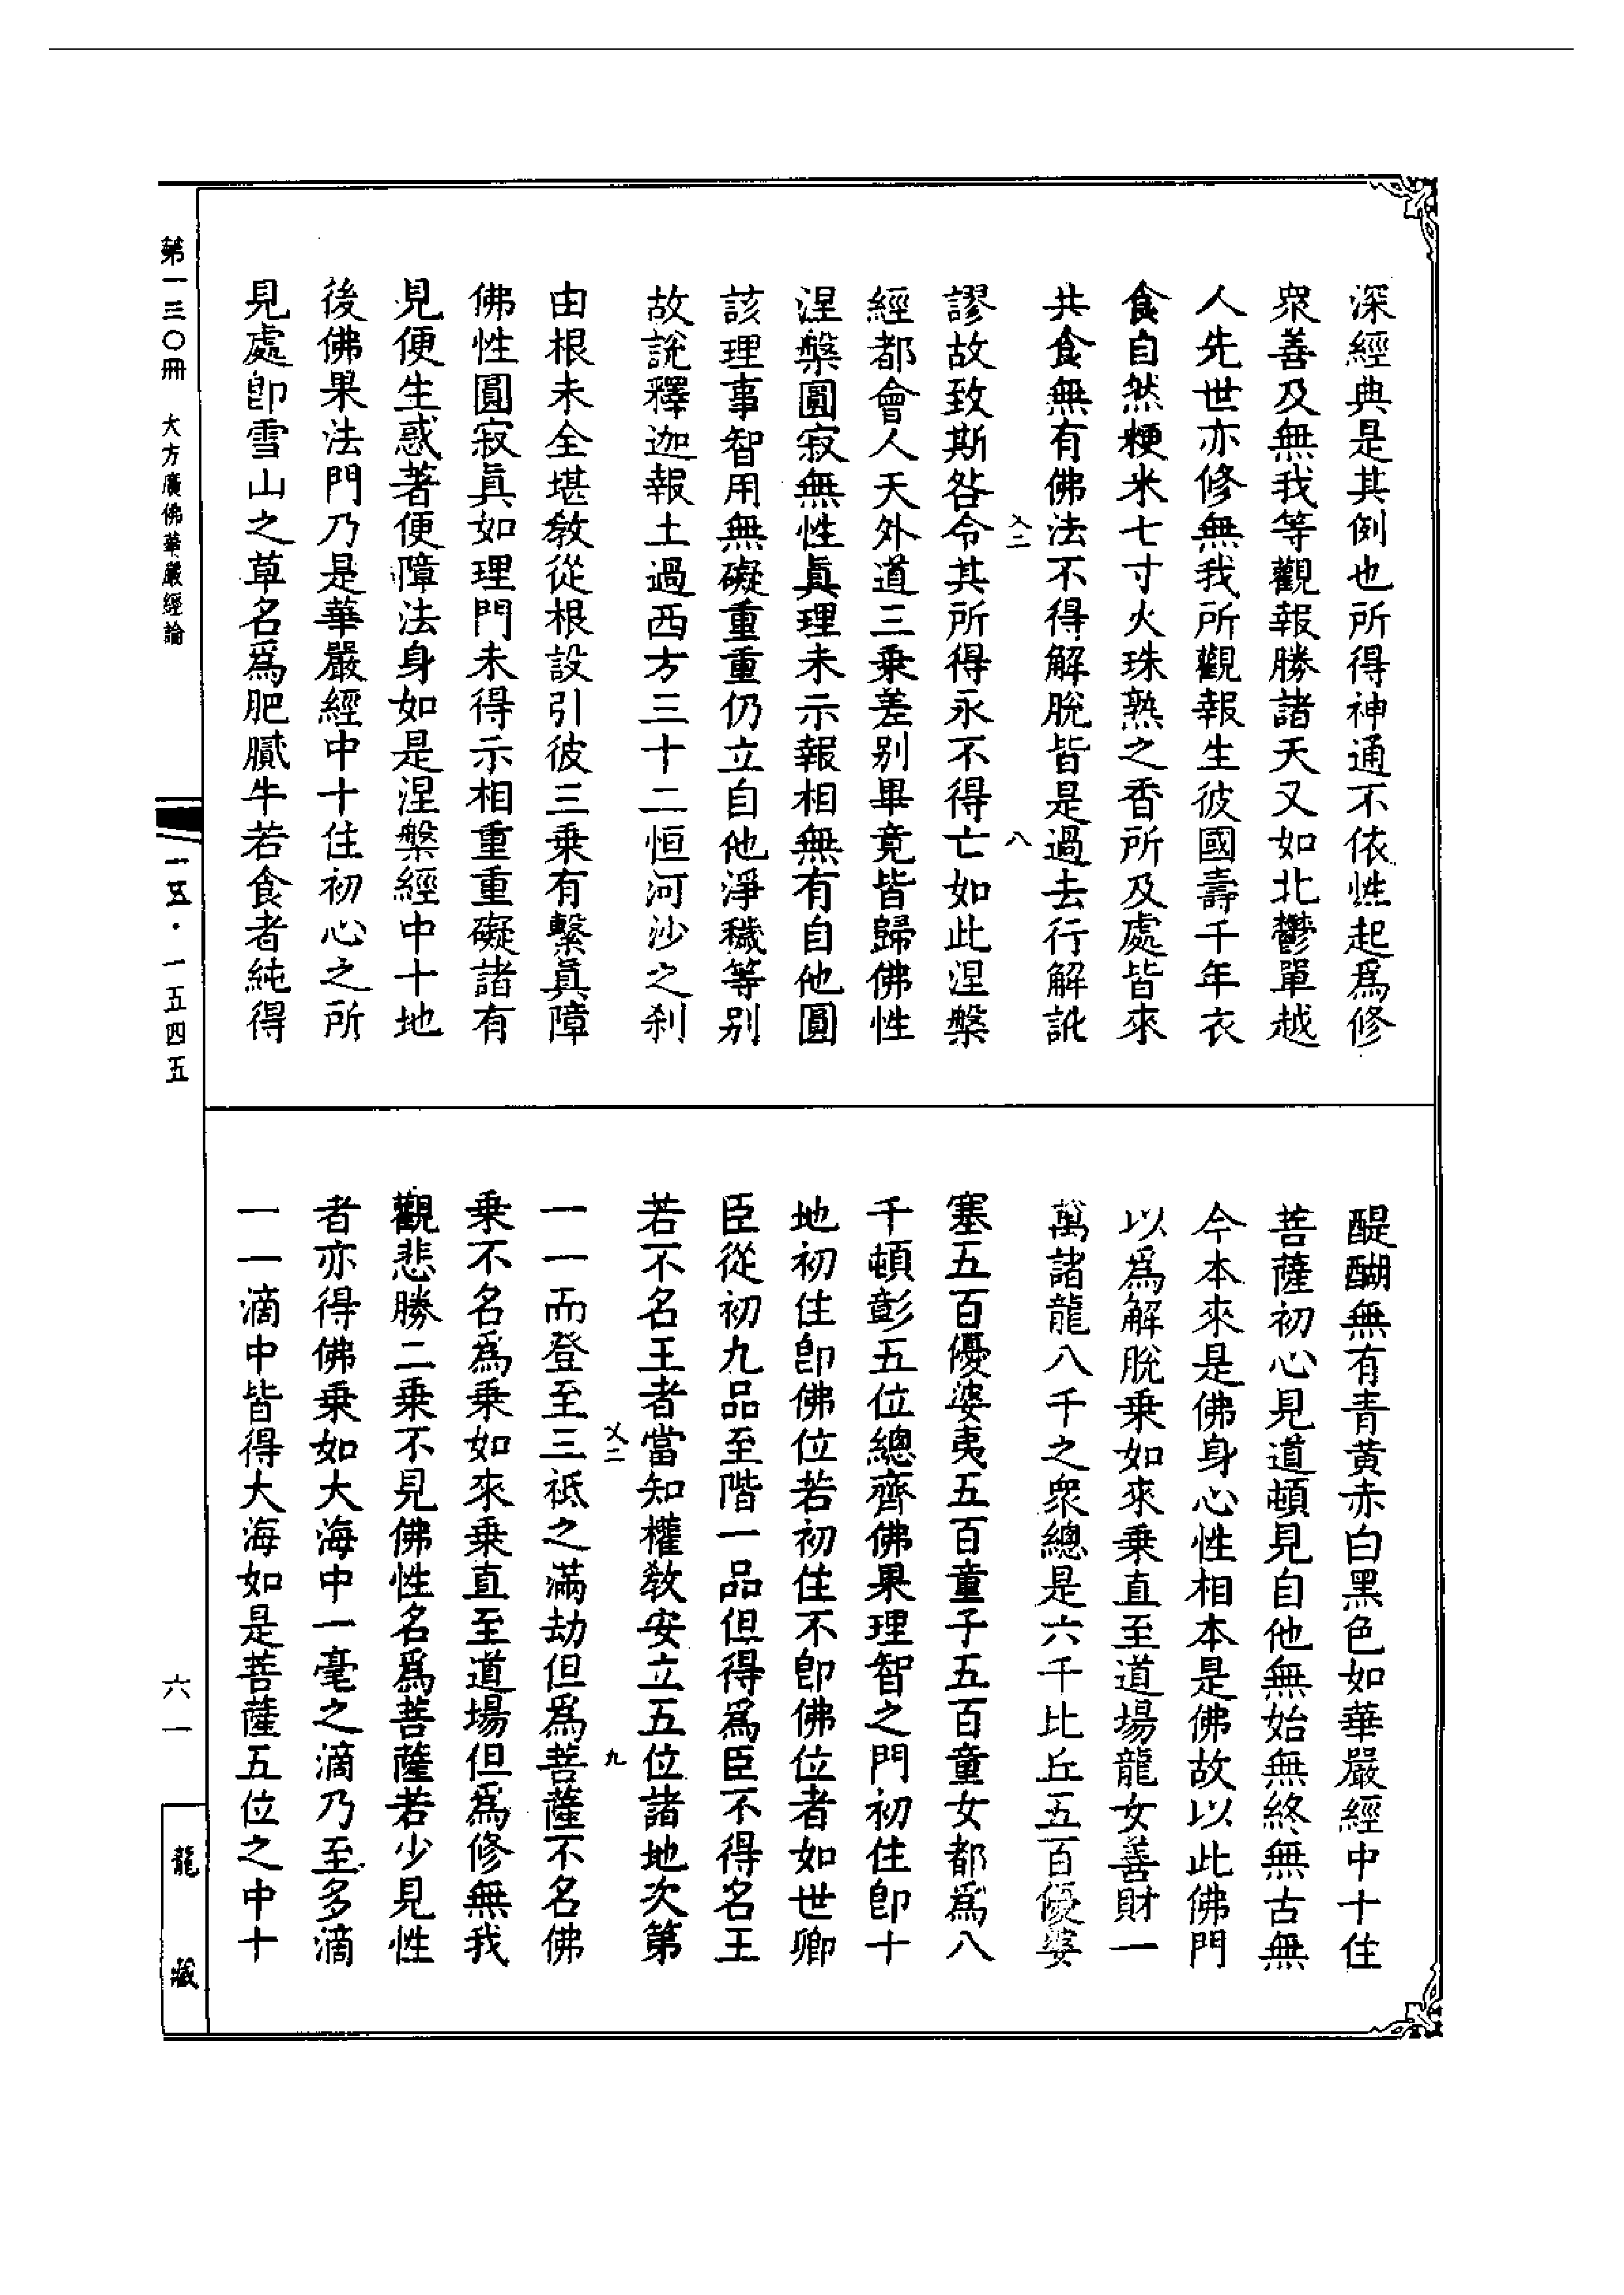 深經典是其例也所得神通不依性起爲修
衆善及無我等觀報勝諸天又如北鬱單越
人先世亦修無我所觀報生彼國壽千年衣
食自然粳米七寸火珠熟之香所及處皆來
共食無有佛法不得解脫皆是過去行解訛
㐅二 八
謬故致斯咎令其所得永不得亡如此涅槃
經都會人天外道三乗差別畢竟皆歸佛性
涅槃圓寂無性眞理未示報相無有自他圓
該理事智用無礙重重仍立自他淨穢等別
故說釋迦報土過西方三十二恒河沙之刹
由根未全堪敎從根設引彼三乗有繫眞障
佛性圓寂眞如理門未得示相重重礙諸有
見便生惑著便障法身如是涅槃經中十地
後佛果法門乃是華嚴經中十住初心之所
見處卽雪山之草名爲肥膩牛若食者純得
醍醐無有青黄赤白黑色如華嚴經中十住
菩薩初心見道頓見自他無始無終無古無
今本來是佛身心性相本是佛故以此佛門
以爲解脫乗如來乗直至道場龍女善財一
萬諸龍八千之衆總是六千比丘五百優婆
塞五百優婆夷五百童子五百童女都爲八
千頓彰五位總齊佛果理智之門初住卽十
地初住卽佛位若初住不卽佛位者如世卿
臣從初九品至階一品但得爲臣不得名王
若不名王者當知權敎安立五位諸地次第
㐅二 九
一一而登至三祇之滿劫但爲菩薩不名佛
乗不名爲乗如來乗直至道場但爲修無我
觀悲勝二乗不見佛性名爲菩薩若少見性
者亦得佛乗如大海中一毫之滴乃至多滴
一一滴中皆得大海如是菩薩五位之中十
第一三〇冊 大方廣佛華嚴經論
一五·一五四五
六一
龍藏